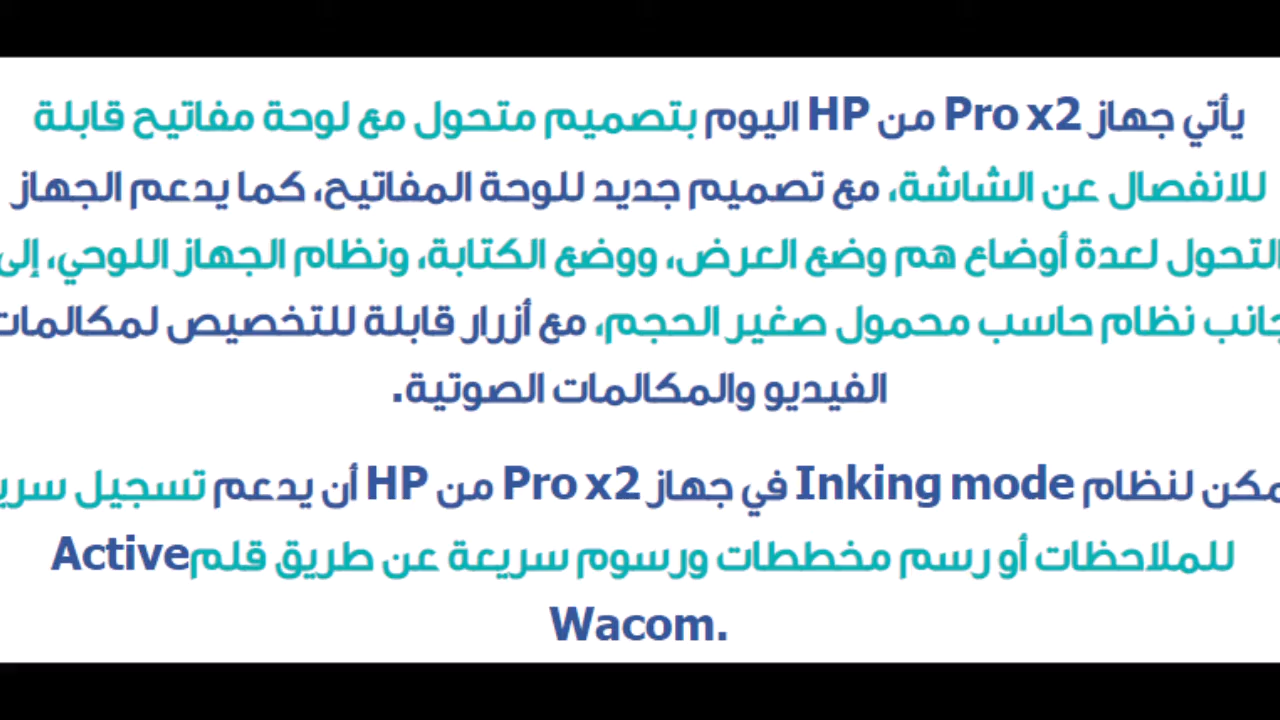 يأتي جهاز Pro x2 من HP اليوم بتصميم متحول مع لوحة مفاتيح قابلة
للانفصال عن الشاشة، مع تصميم جديد للوحة المفاتيح، كما يدعم الجهاز
التحول لعدة أوضاع هم وضع العرض، ووضع الكتابة، ونظام الجهاز اللوحي، إلى
جانب نظام حاسب محمول صغير الحجم، مع أزرار قابلة للتخصيص لمكالمات
الفيديو والمكالمات الصوتية.
مكن لنظام Inking mode في جهاز Pro x2 من HP أن يدعم تسجيل سري
للملاحظات أو رسم مخططات ورسوم سريعة عن طريق قلمActive
Wacom.